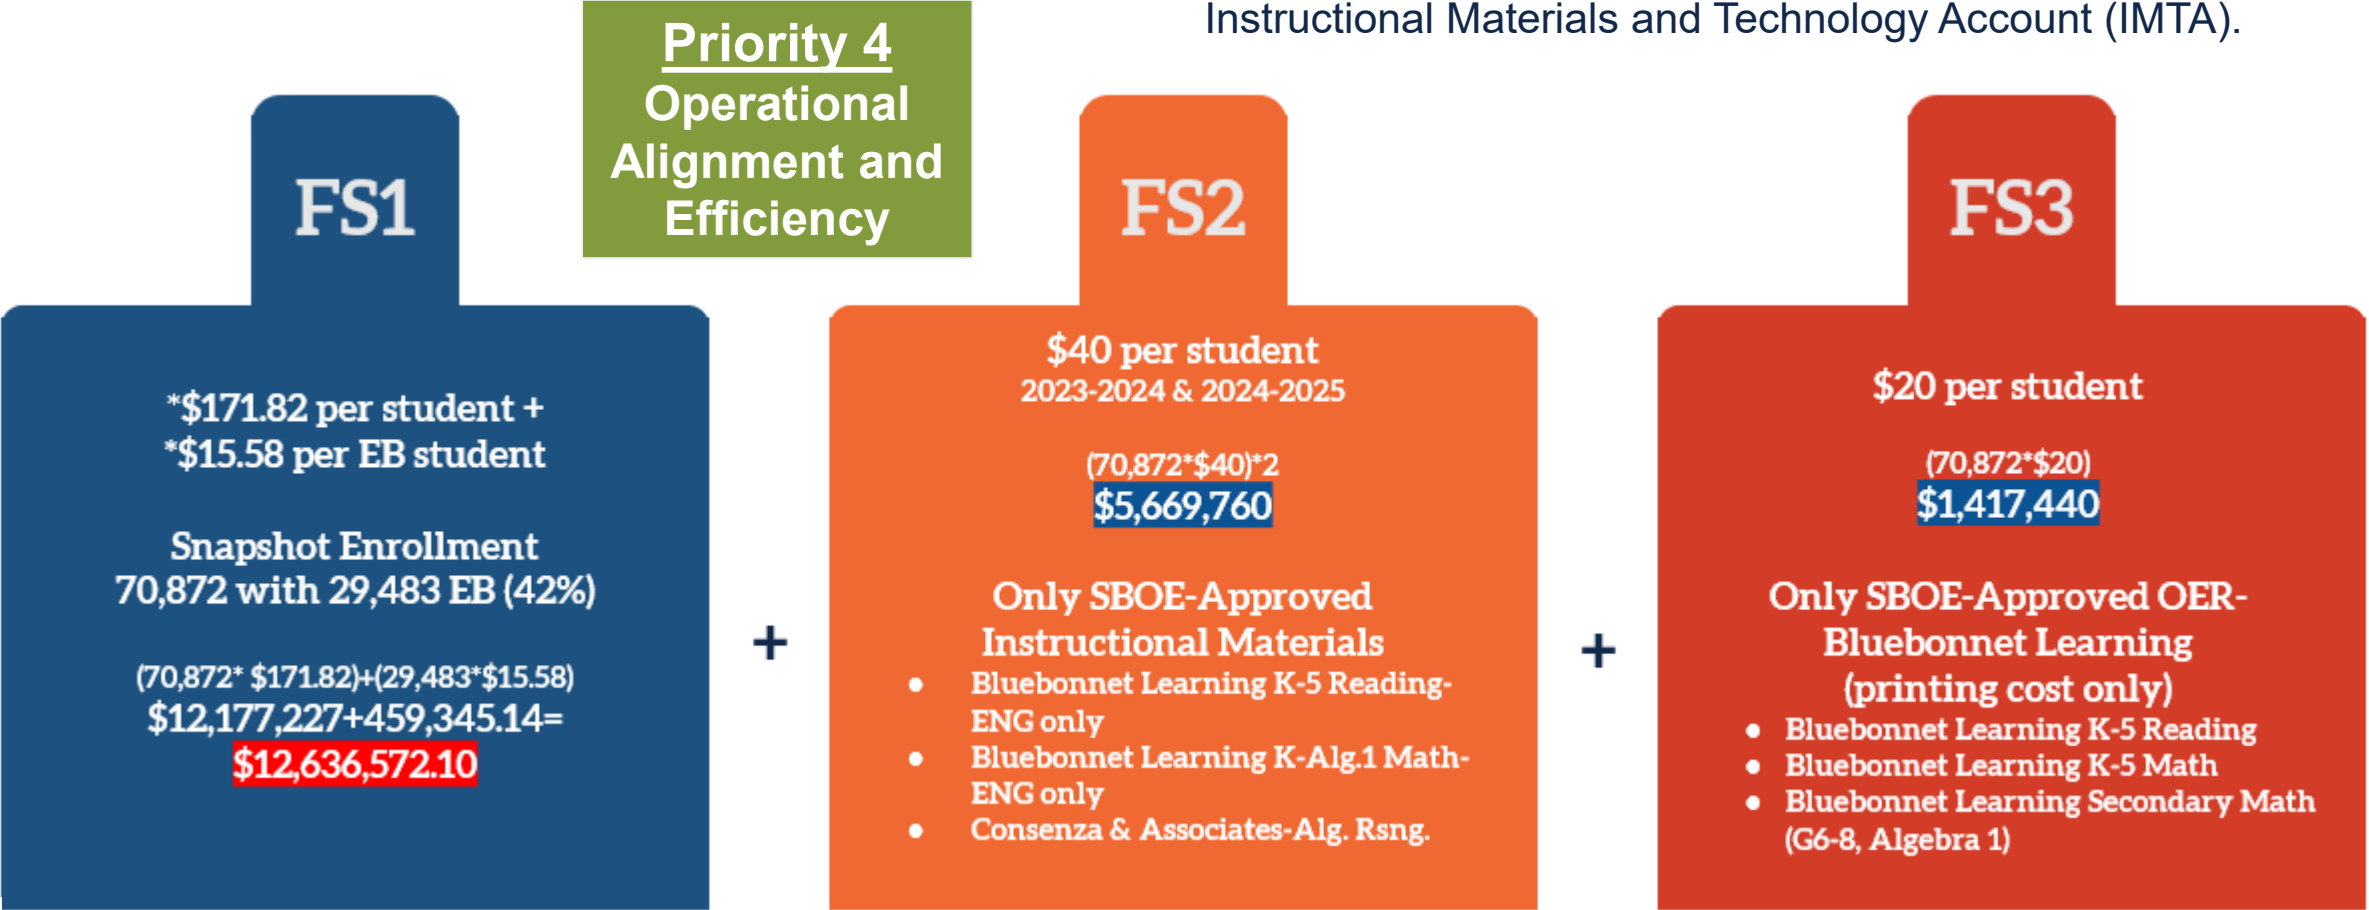 Instructional Materials and Technology Account (IMTA).
Priority 4
Operational
Alignment and
Efficiency
FS1
*$171.82 per student +
*$15.58 per EB student
Snapshot Enrollment
70,872 with 29,483 EB (42%)
(70,872* $171.82)+(29,483*$15.58)
$12,177,227+459,345.14=
$12,636,572.10
+
FS2
$40 per student
2023-2024 & 2024-2025
(70,872*$40)*2
$5,669,760
Only SBOE-Approved
Instructional Materials
● Bluebonnet Learning K-5 Reading-
ENG only
● Bluebonnet Learning K-Alg.1 Math-
ENG only
● Consenza & Associates-Alg. Rsng.
+
FS3
$20 per student
(70,872*$20)
$1,417,440
Only SBOE-Approved OER-
Bluebonnet Learning
(printing cost only)
● Bluebonnet Learning K-5 Reading
● Bluebonnet Learning K-5 Math
● Bluebonnet Learning Secondary Math
(G6-8, Algebra 1)